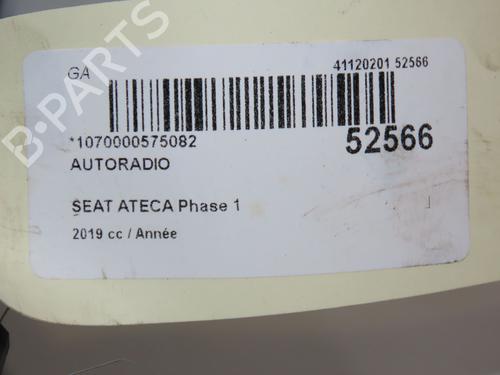 GA
41120201 52566
*1070000575082
52566
AUTORADIO
SEAT ATECA Phase 1
2019 cc / Année
B-PARTS